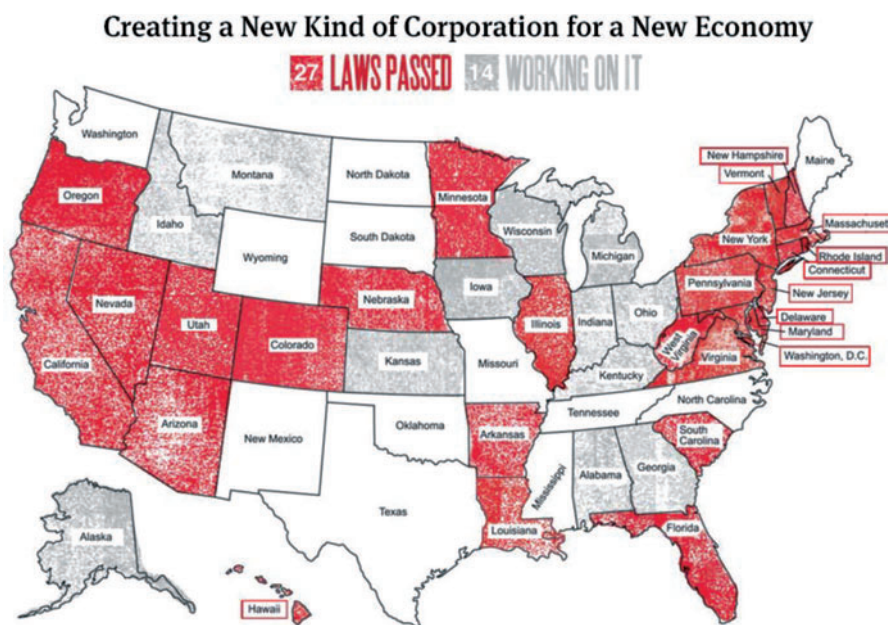 Creating a New Kind of Corporation for a New Economy
27 LAWS PASSED 14 WORKING ON IT
Washington
Oregon
Idaho
Montana
Wyoming
North Dakota
South Dakota
Minnesota
Wisconsin
Michigan
New Hampshire
Vermont
Maine
New York
Massachuset
Rhode Island
Connecticut
Pennsylvania
New Jersey
Delaware
Maryland
Washington, D.C.
California
Nevada
Utah
Colorado
Nebraska
Iowa
Illinois
Indiana
Ohio
West Virginia
Virginia
Kansas
Missouri
Kentucky
North Carolina
Tennessee
South
Carolina
Arizona
New Mexico
Oklahoma
Arkansas
Mississippi
Alabama
Georgia
Texas
Louisiana
Florida
Alaska
Hawaii